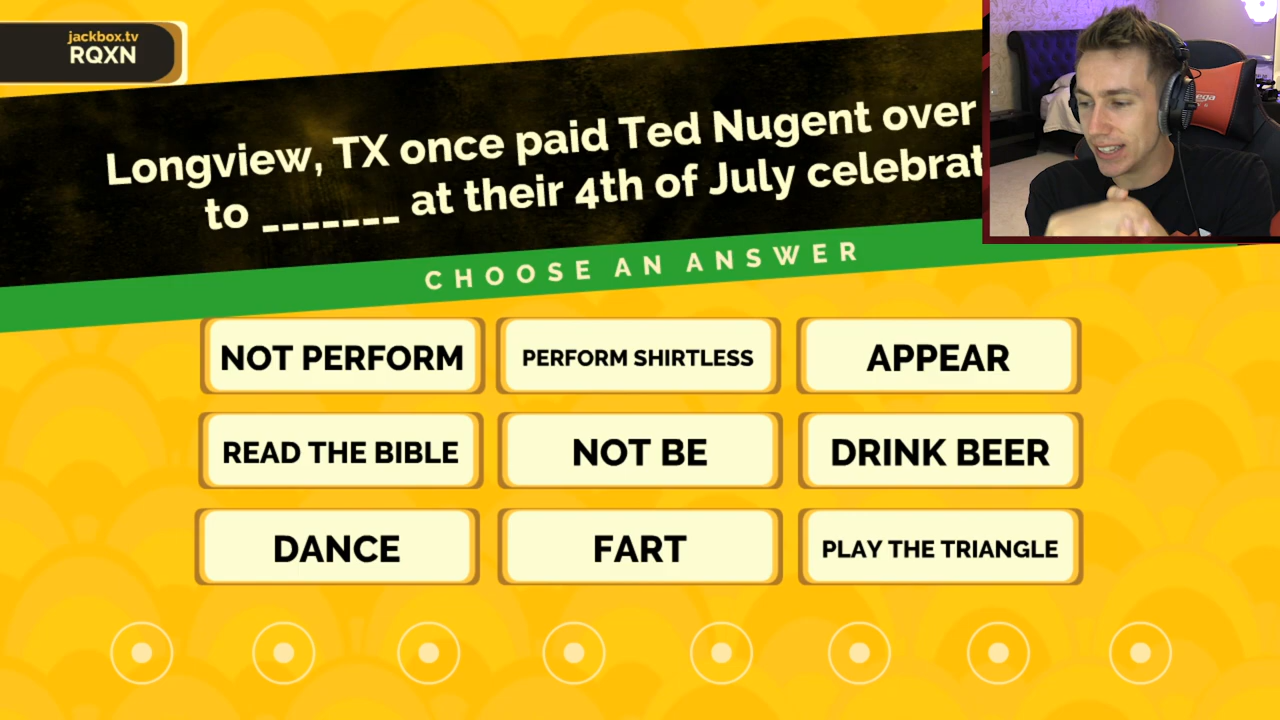 jackbox.tv
RQXN
Longview, TX once paid Ted Nugent over
to _______ at their 4th of July
CHOOSE AN ANSWER
NOT PERFORM
PERFORM SHIRTLESS
APPEAR
READ THE BIBLE
NOT BE
DRINK BEER
DANCE
FART
PLAY THE TRIANGLE